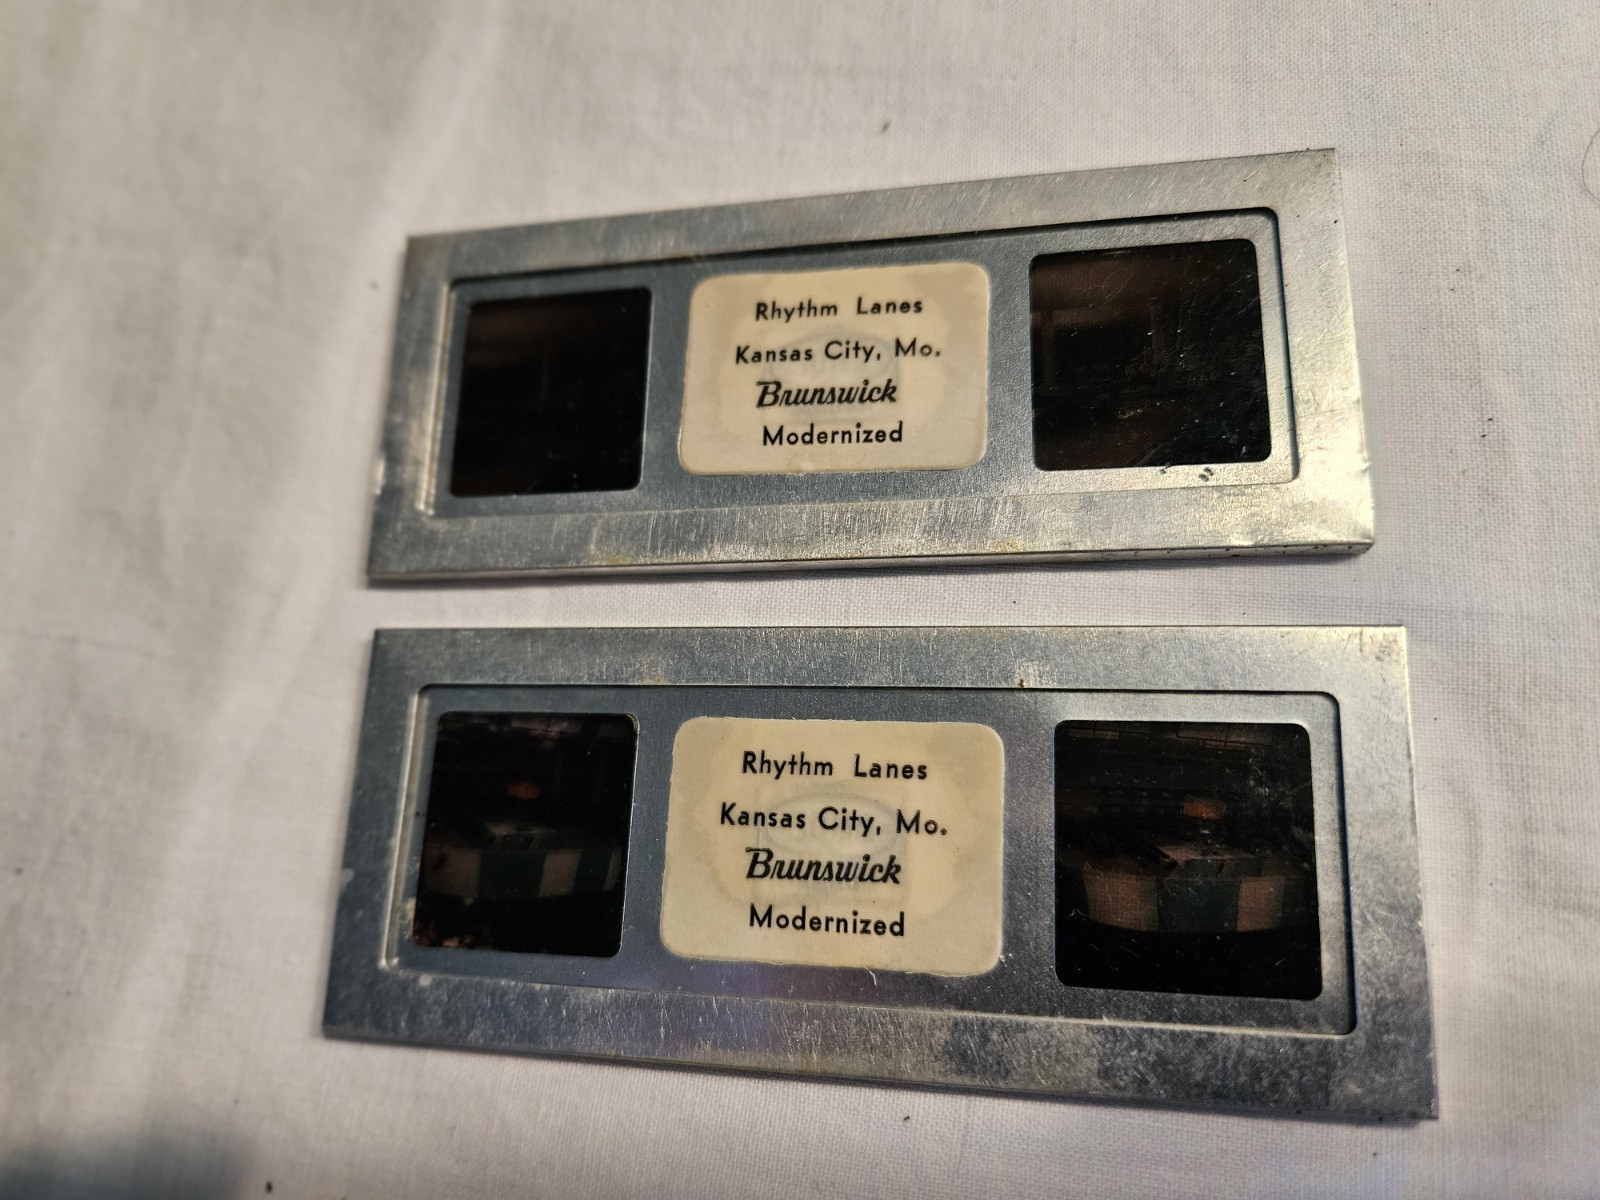 Rhythm Lanes
Kansas City, Mo.
Brunswick
Modernized
Rhythm Lanes
Kansas City, Mo.
Brunswick
Modernized